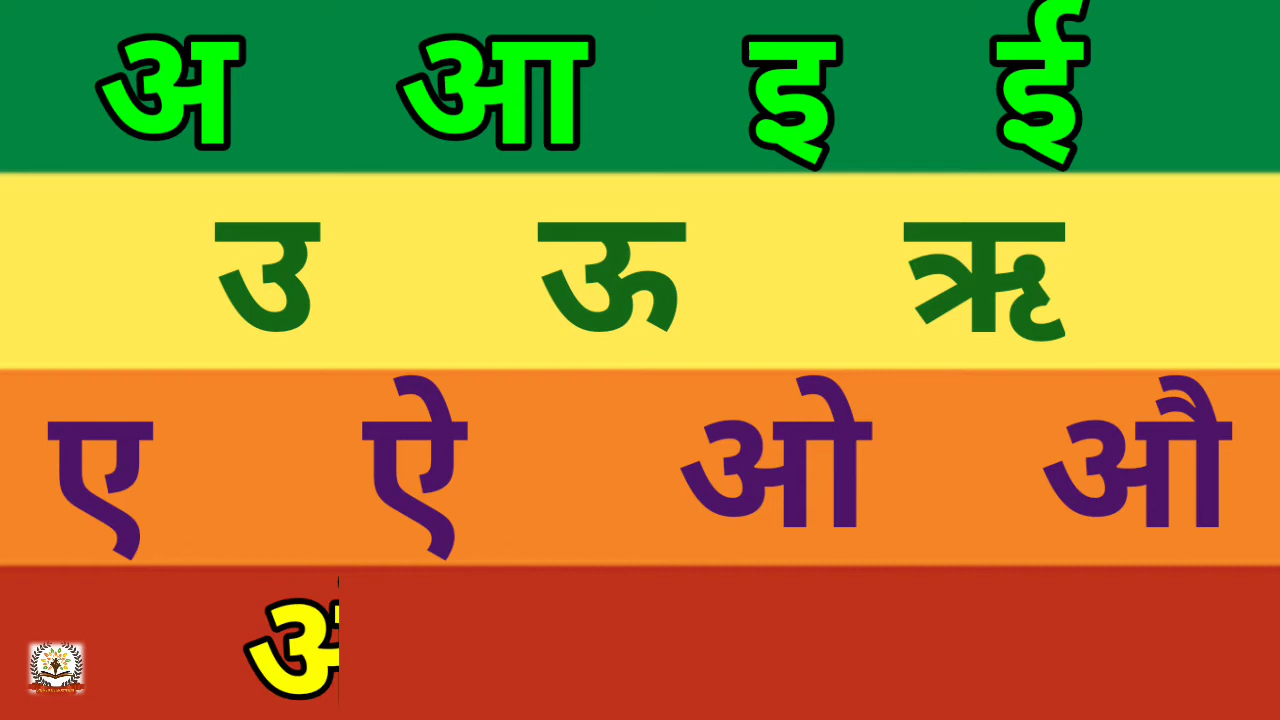 अ आ इ ई
उ ऊ ऋ
ए ऐ ओ औ